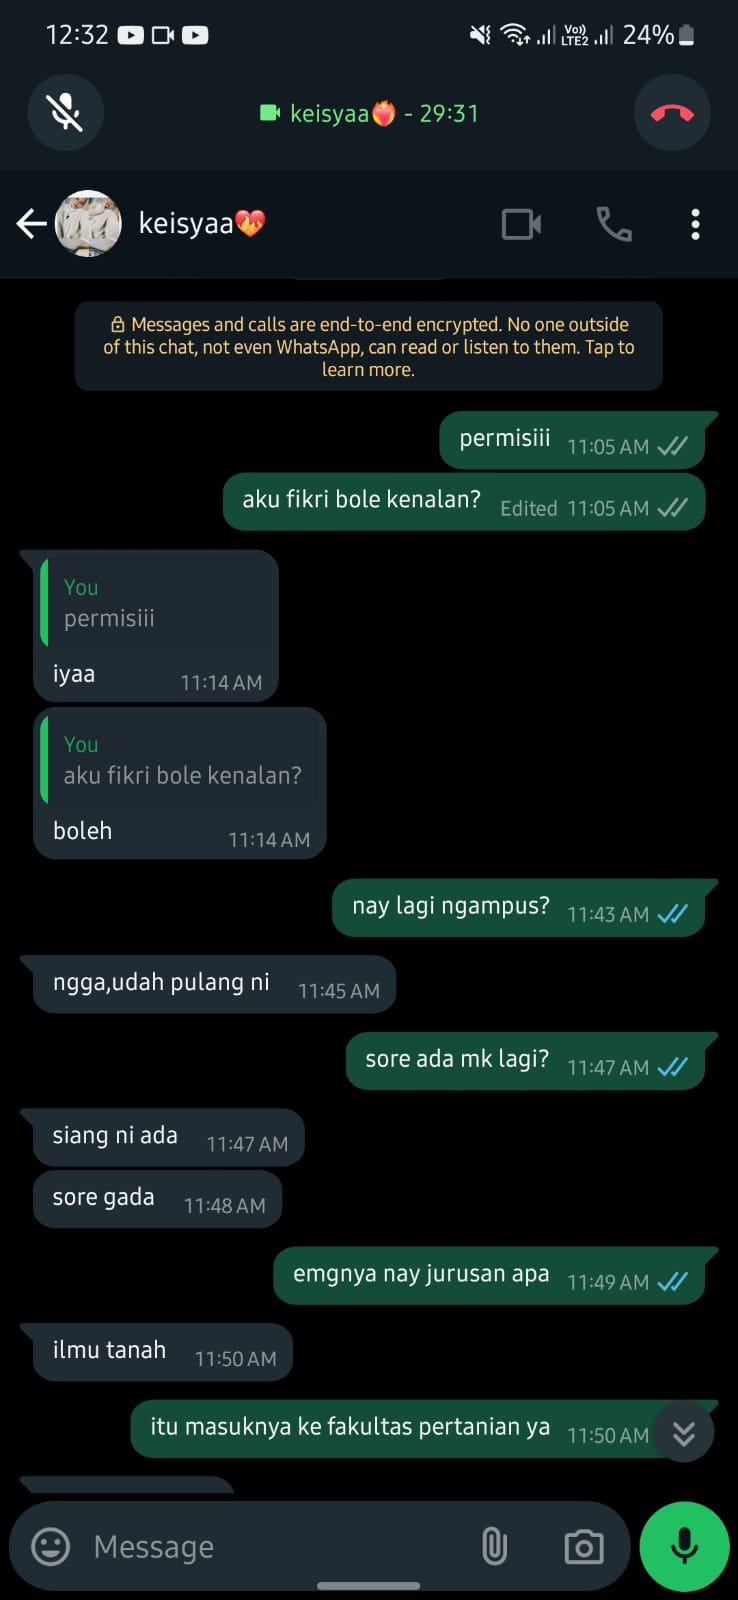 12:32
Vo))
LTE2
24%
keisyaa - 29:31
keisyaa
Messages and calls are end-to-end encrypted. No one outside
of this chat, not even WhatsApp, can read or listen to them. Tap to
learn more.
permisiii 11:05 AM
aku fikri bole kenalan? Edited 11:05 AM
You
permisiii
iyaa 11:14 AM
You
aku fikri bole kenalan?
boleh 11:14 AM
nay lagi ngampus? 11:43 AM
ngga,udah pulang ni 11:45 AM
sore ada mk lagi? 11:47 AM
siang ni ada 11:47 AM
sore gada 11:48 AM
emgnya nay jurusan apa 11:49 AM
ilmu tanah 11:50 AM
itu masuknya ke fakultas pertanian ya 11:50 AM
Message